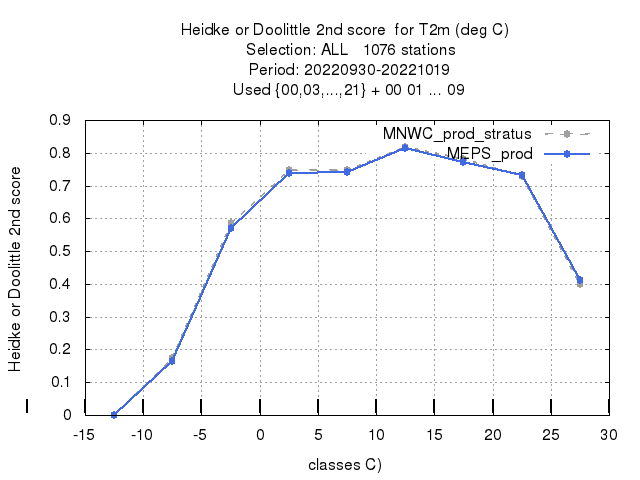 Heidke or Doolittle 2nd score for T2m (deg C)
Selection: ALL 1076 stations
Period: 20220930-20221019
Used {00,03,...,21} + 00 01 ... 09
MNWC_prod_stratus
MEPS_prod
Heidke or Doolittle 2nd score
0.9
0.8
0.7
0.6
0.5
0.4
0.3
0.2
0.1
0
-15 -10 -5 0 5 10 15 20 25 30
classes C)